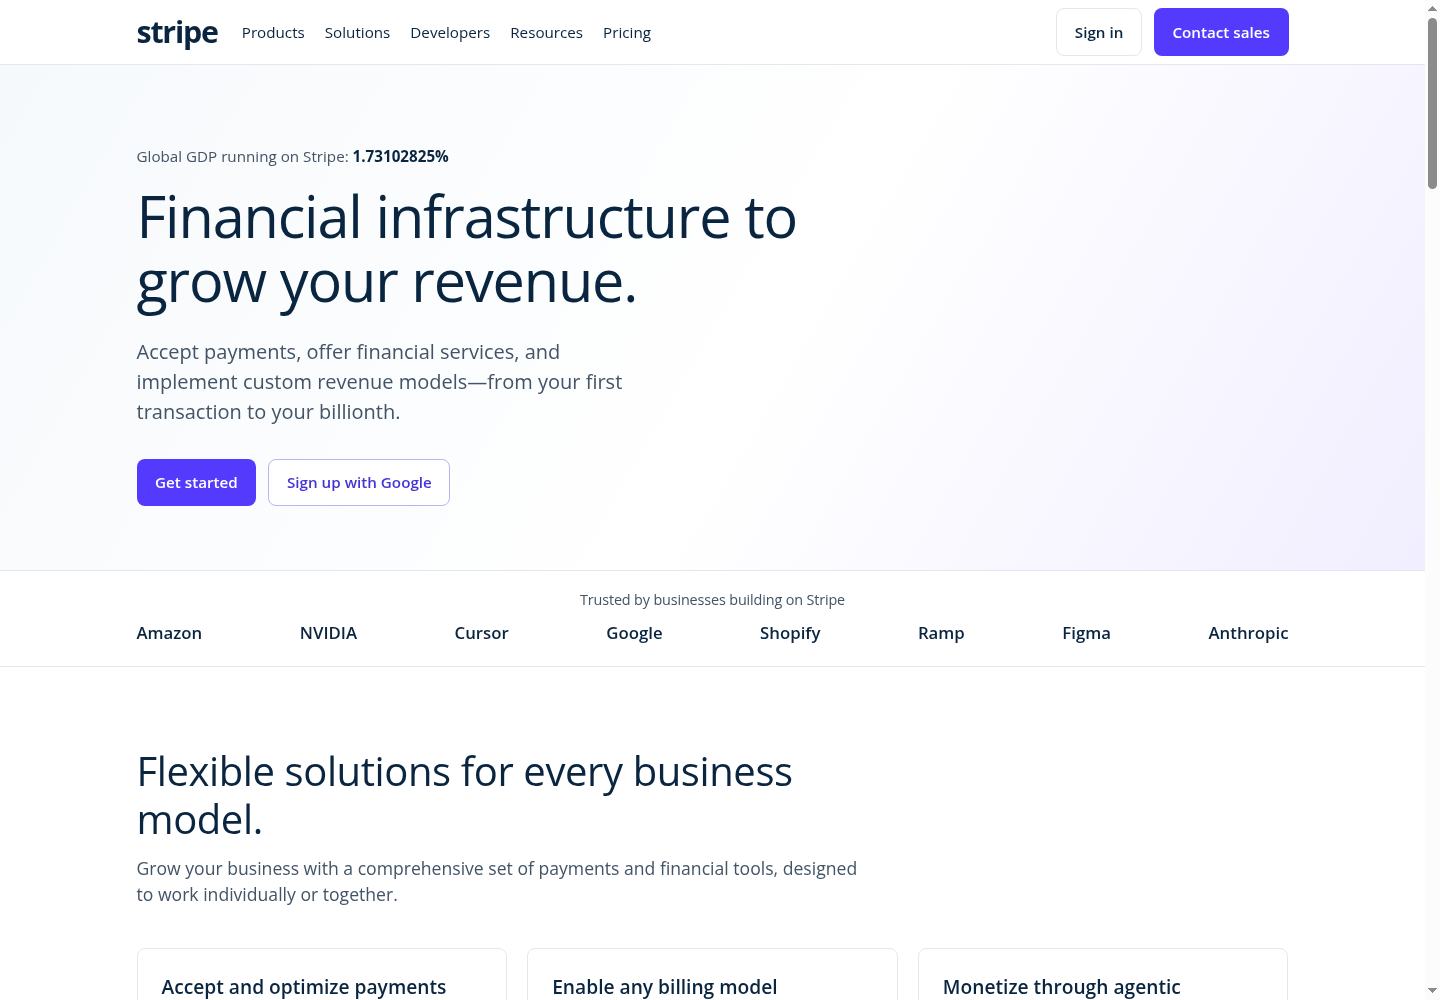 stripe
Products
Solutions
Developers
Resources
Pricing
Sign in
Contact sales
Global GDP running on Stripe: 1.73102825%
Financial infrastructure to
grow your revenue.
Accept payments, offer financial services, and
implement custom revenue models—from your first
transaction to your billionth.
Get started
Sign up with Google
Trusted by businesses building on Stripe
Amazon
NVIDIA
Cursor
Google
Shopify
Ramp
Figma
Anthropic
Flexible solutions for every business
model.
Grow your business with a comprehensive set of payments and financial tools, designed
to work individually or together.
Accept and optimize payments
Enable any billing model
Monetize through agentic